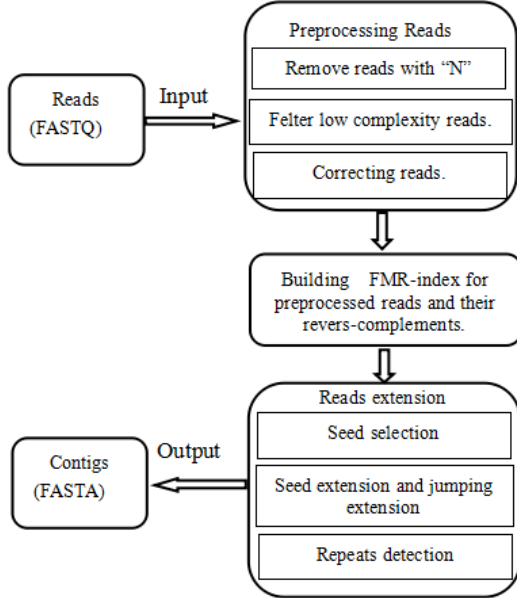 Preprocessing Reads
Remove reads with “N”
Reads
(FASTQ)
Input
Felter low complexity reads.
Correcting reads.
Building FMR-index for
preprocessed reads and their
revers-complements.
Reads extension
Seed selection
Contigs
(FASTA)
Output
Seed extension and jumping
extension
Repeats detection